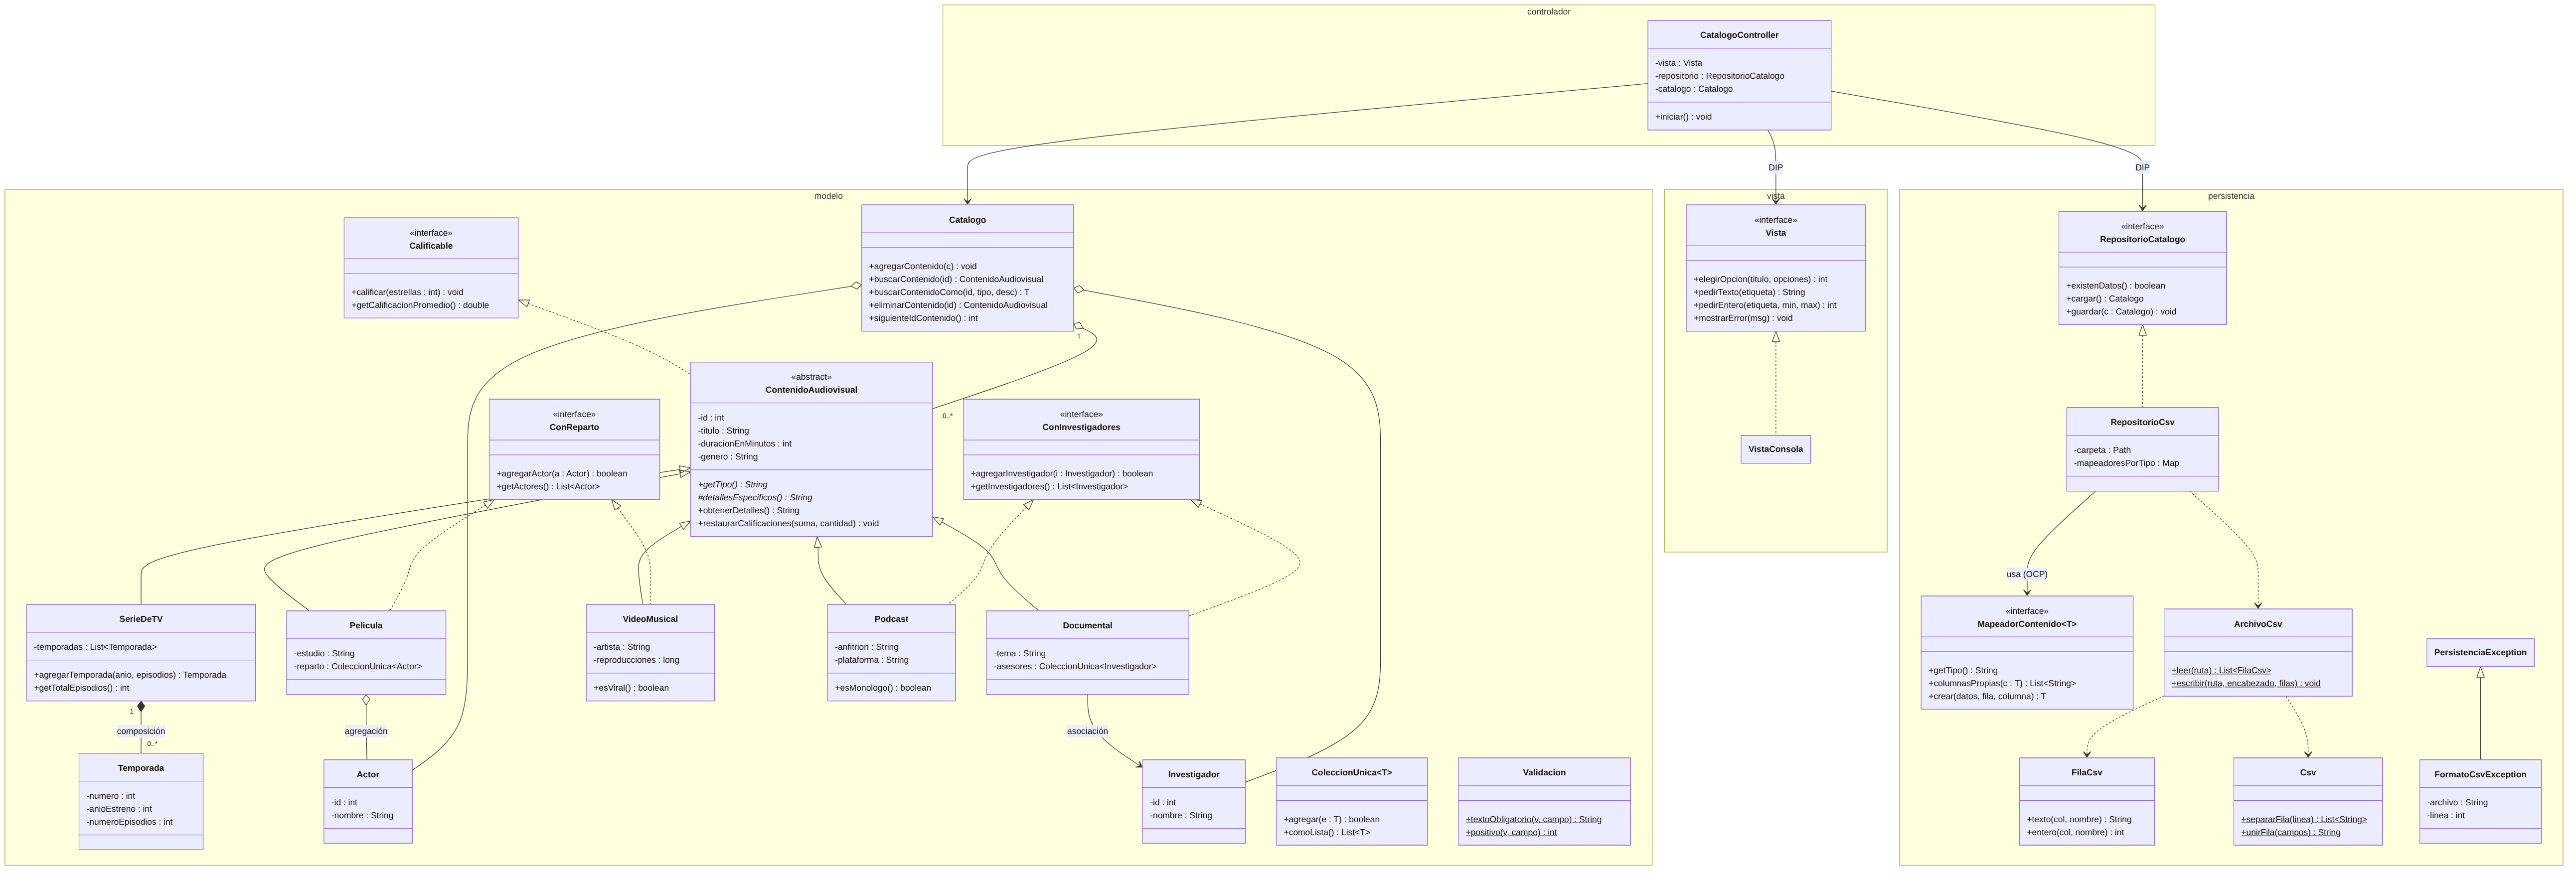 controlador
CatalogoController
-vista : Vista
-repositorio : RepositorioCatalogo
-catalogo : Catalogo
+iniciar() : void
DIP
DIP
modelo
«interface»
Calificable
+calificar(estrellas : int) : void
+getCalificacionPromedio() : double
Catalogo
+agregarContenido(c) : void
+buscarContenido(id) : ContenidoAudiovisual
+buscarContenidoComo(id, tipo, desc) : T
+eliminarContenido(id) : ContenidoAudiovisual
+siguienteIdContenido() : int
1
0..*
«interface»
ConReparto
+agregarActor(a : Actor) : boolean
+getActores() : List<Actor>
«abstract»
ContenidoAudiovisual
-id : int
-titulo : String
-duracionEnMinutos : int
-genero : String
+getTipo() : String
#detallesEspecificos() : String
+obtenerDetalles() : String
+restaurarCalificaciones(suma, cantidad) : void
«interface»
ConInvestigadores
+agregarInvestigador(i : Investigador) : boolean
+getInvestigadores() : List<Investigador>
SerieDeTV
-temporadas : List<Temporada>
+agregarTemporada(anio, episodios) : Temporada
+getTotalEpisodios() : int
Pelicula
-estudio : String
-reparto : ColeccionUnica<Actor>
VideoMusical
-artista : String
-reproducciones : long
+esViral() : boolean
Podcast
-anfitrion : String
-plataforma : String
+esMonologo() : boolean
Documental
-tema : String
-asesores : ColeccionUnica<Investigador>
1
composición
0..*
agregación
asociación
Temporada
-numero : int
-anioEstreno : int
-numeroEpisodios : int
Actor
-id : int
-nombre : String
Investigador
-id : int
-nombre : String
ColeccionUnica<T>
+agregar(e : T) : boolean
+comoLista() : List<T>
Validacion
+textoObligatorio(v, campo) : String
+positivo(v, campo) : int
vista
«interface»
Vista
+elegirOpcion(titulo, opciones) : int
+pedirTexto(etiqueta) : String
+pedirEntero(etiqueta, min, max) : int
+mostrarError(msg) : void
VistaConsola
persistencia
«interface»
RepositorioCatalogo
+existenDatos() : boolean
+cargar() : Catalogo
+guardar(c : Catalogo) : void
RepositorioCsv
-carpeta : Path
-mapeadoresPorTipo : Map
usa (OCP)
«interface»
MapeadorContenido<T>
+getTipo() : String
+columnasPropias(c : T) : List<String>
+crear(datos, fila, columna) : T
ArchivoCsv
+leer(ruta) : List<FilaCsv>
+escribir(ruta, encabezado, filas) : void
PersistenciaException
FilaCsv
+texto(col, nombre) : String
+entero(col, nombre) : int
Csv
+separarFila(linea) : List<String>
+unirFila(campos) : String
FormatoCsvException
-archivo : String
-linea : int